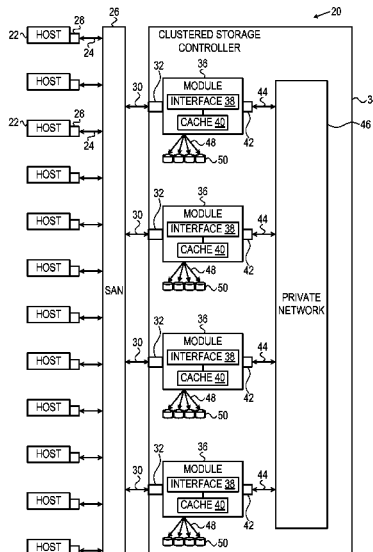 20
26
22 HOST 28
24
CLUSTERED STORAGE
CONTROLLER
HOST
22 HOST 28
24
HOST
HOST
HOST
HOST
HOST
HOST
HOST
HOST
HOST
SAN
30 32 36
MODULE
INTERFACE 38
CACHE 40
42 44
48
50
30 32 36
MODULE
INTERFACE 38
CACHE 40
42 44
48
50
30 32 36
MODULE
INTERFACE 38
CACHE 40
42 44
48
50
30 32 36
MODULE
INTERFACE 38
CACHE 40
42 44
48
50
PRIVATE
NETWORK
46